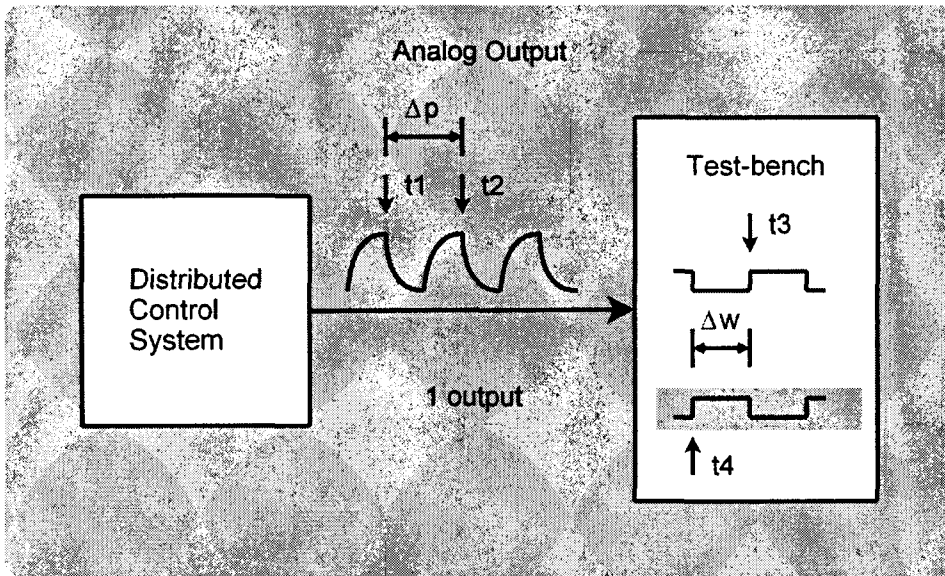 Analog Output
Δp
t1
t2
Distributed
Control
System
1 output
Test-bench
t3
Δw
t4